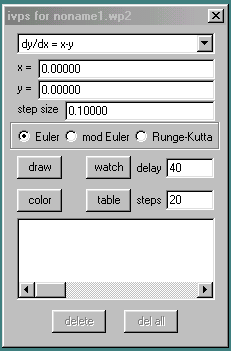 ivps for noname1.wp2
dy/dx = x-y
x = 0.00000
y = 0.00000
step size 0.10000
Euler mod Euler Runge-Kutta
draw watch delay 40
color table steps 20
delete del all